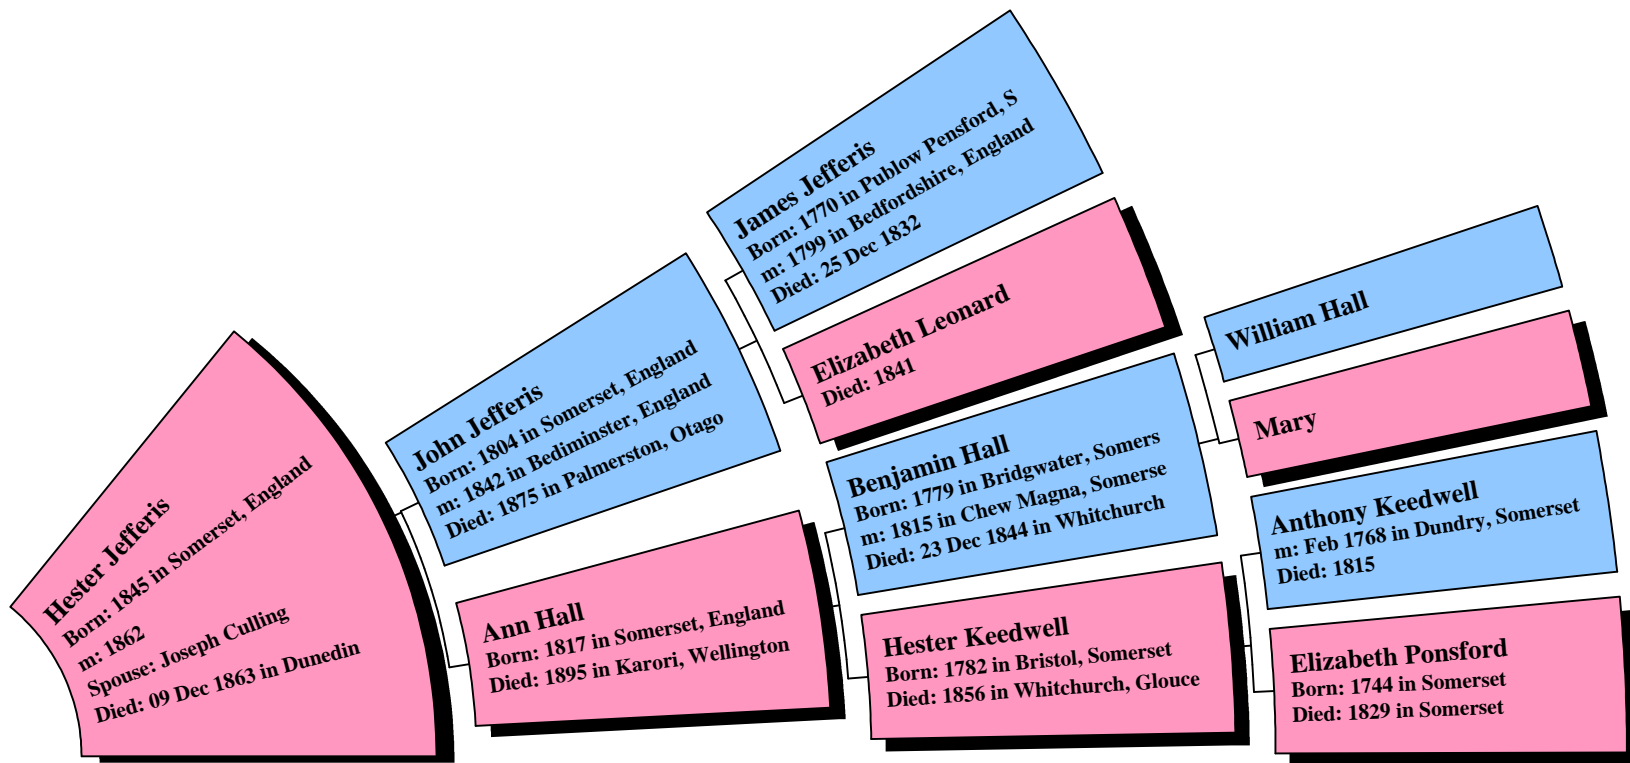 Hester Jefferis
Born: 1845 in Somerset, England
m: 1862
Spouse: Joseph Culling
Died: 09 Dec 1863 in Dunedin
John Jefferis
Born: 1804 in Somerset, England
m: 1842 in Bediminster, England
Died: 1875 in Palmerston, Otago
Ann Hall
Born: 1817 in Somerset, England
Died: 1895 in Karori, Wellington
James Jefferis
Born: 1770 in Publow Pensford, S
m: 1799 in Bedfordshire, England
Died: 25 Dec 1832
Elizabeth Leonard
Died: 1841
Benjamin Hall
Born: 1779 in Bridgwater, Somers
m: 1815 in Chew Magna, Somerse
Died: 23 Dec 1844 in Whitchurch
Hester Keedwell
Born: 1782 in Bristol, Somerset
Died: 1856 in Whitchurch, Glouce
William Hall
Mary
Anthony Keedwell
m: Feb 1768 in Dundry, Somerset
Died: 1815
Elizabeth Ponsford
Born: 1744 in Somerset
Died: 1829 in Somerset